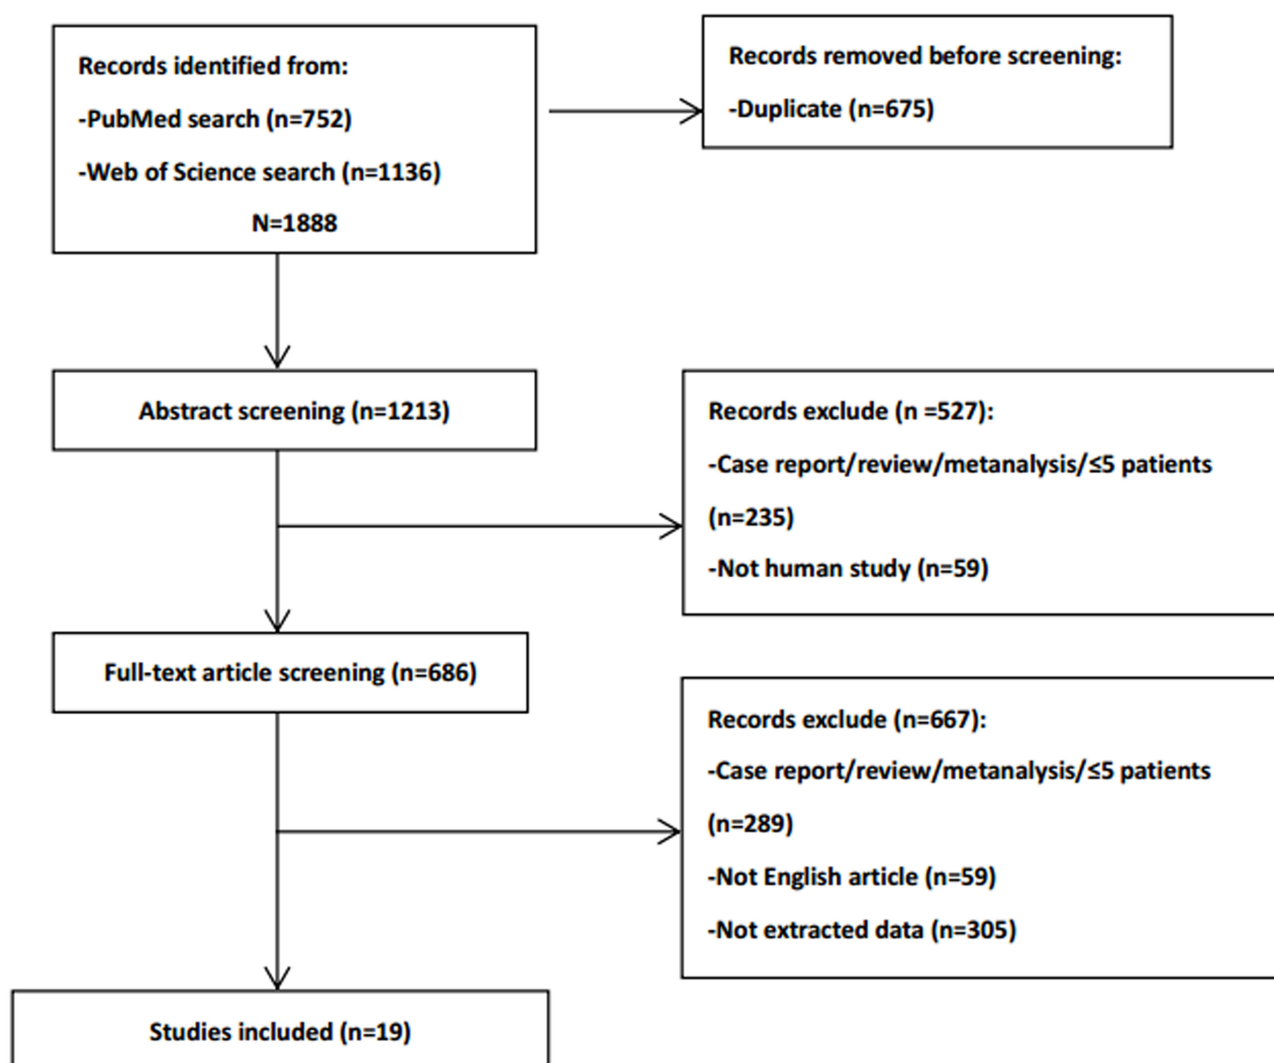 Records identified from:
-PubMed search (n=752)
-Web of Science search (n=1136)
N=1888
Records removed before screening:
-Duplicate (n=675)
Abstract screening (n=1213)
Records exclude (n =527):
-Case report/review/metanalysis/≤5 patients
(n=235)
-Not human study (n=59)
Full-text article screening (n=686)
Records exclude (n=667):
-Case report/review/metanalysis/≤5 patients
(n=289)
-Not English article (n=59)
-Not extracted data (n=305)
Studies included (n=19)